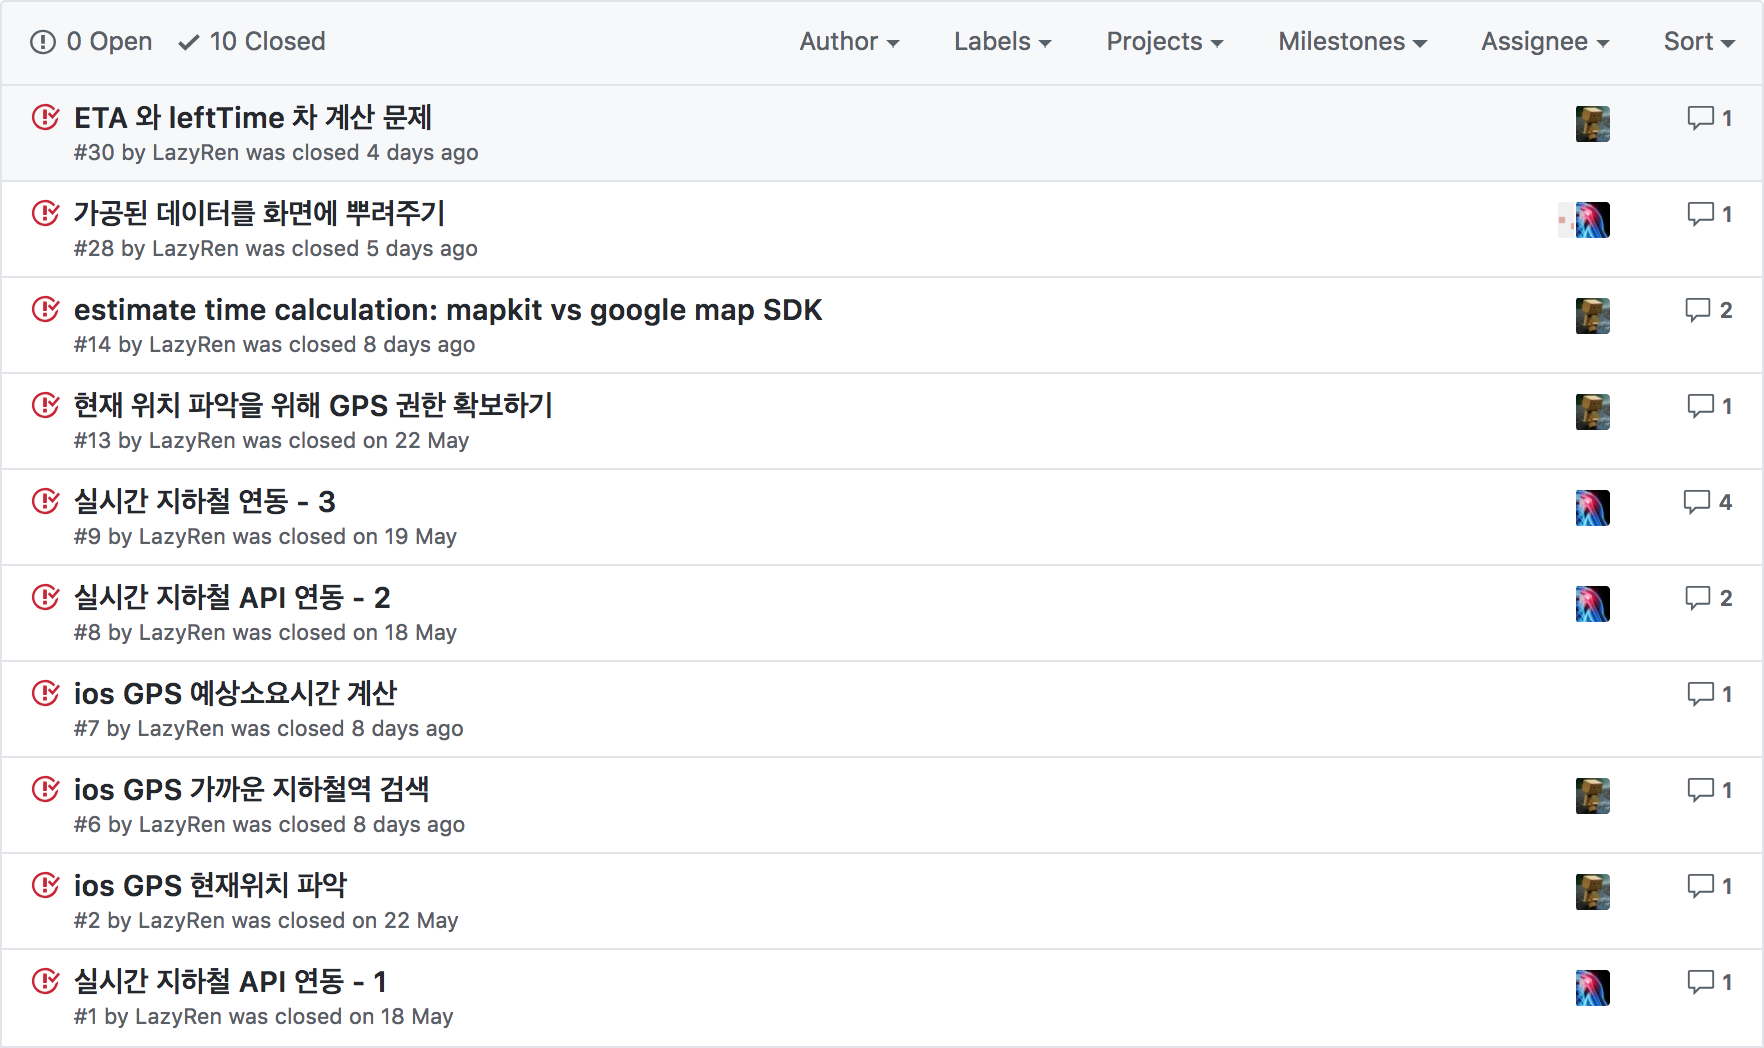 0 Open 10 Closed Author Labels Projects Milestones Assignee Sort
ETA 와 leftTime 차 계산 문제 1
#30 by LazyRen was closed 4 days ago
가공된 데이터를 화면에 뿌려주기 1
#28 by LazyRen was closed 5 days ago
estimate time calculation: mapkit vs google map SDK 2
#14 by LazyRen was closed 8 days ago
현재 위치 파악을 위해 GPS 권한 확보하기 1
#13 by LazyRen was closed on 22 May
실시간 지하철 연동 - 3 4
#9 by LazyRen was closed on 19 May
실시간 지하철 API 연동 - 2 2
#8 by LazyRen was closed on 18 May
ios GPS 예상소요시간 계산 1
#7 by LazyRen was closed 8 days ago
ios GPS 가까운 지하철역 검색 1
#6 by LazyRen was closed 8 days ago
ios GPS 현재위치 파악 1
#2 by LazyRen was closed on 22 May
실시간 지하철 API 연동 - 1 1
#1 by LazyRen was closed on 18 May